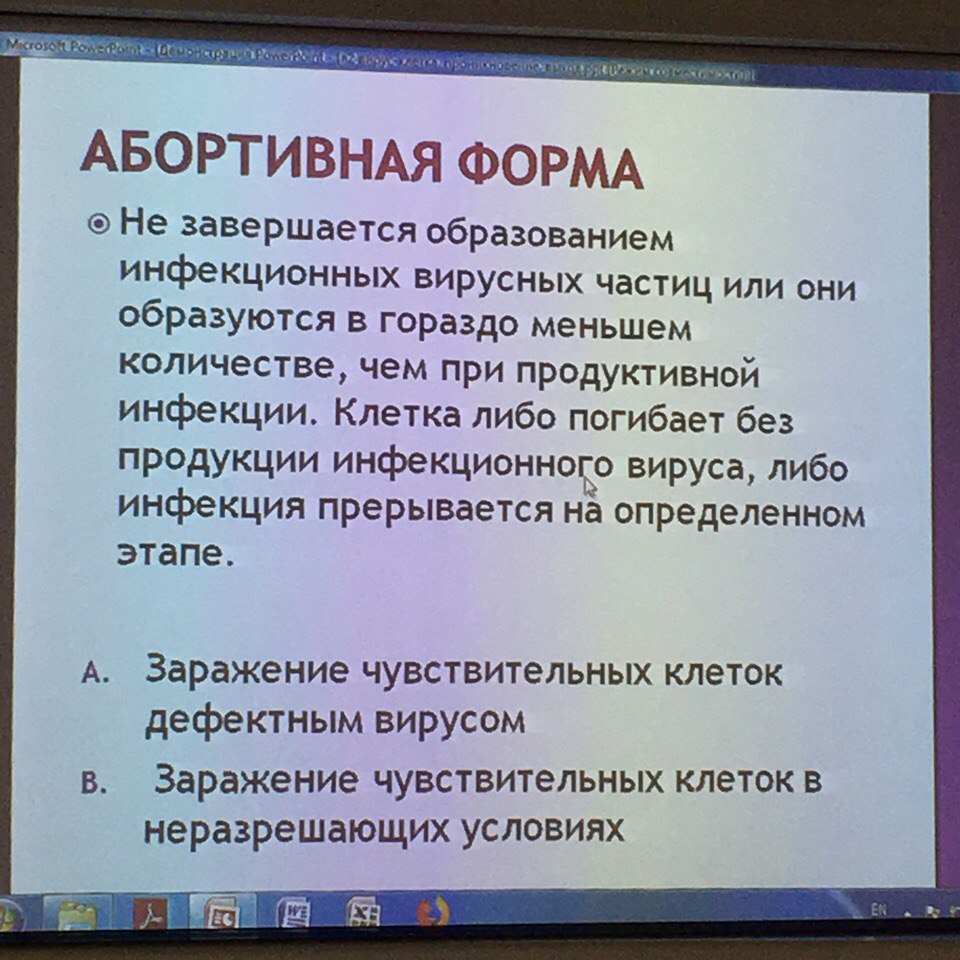 Microsoft PowerPoint - [Демонстрация PowerPoint -
АБОРТИВНАЯ ФОРМА
Не завершается образованием
инфекционных вирусных частиц или они
образуются в гораздо меньшем
количестве, чем при продуктивной
инфекции. Клетка либо погибает без
продукции инфекционного вируса, либо
инфекция прерывается на определенном
этапе.
A. Заражение чувствительных клеток
дефектным вирусом
B. Заражение чувствительных клеток в
неразрешающих условиях
EN